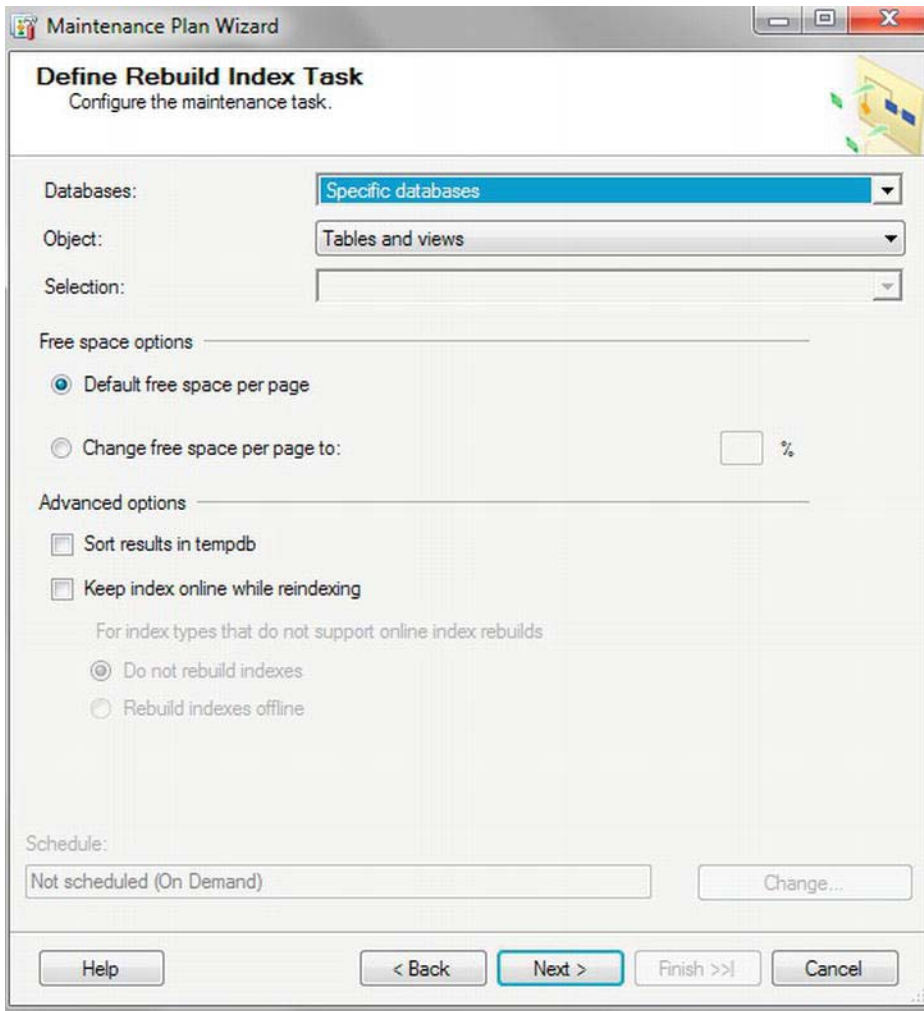 Maintenance Plan Wizard
Define Rebuild Index Task
Configure the maintenance task.
Databases: Specific databases
Object: Tables and views
Selection:
Free space options
Default free space per page
Change free space per page to: %
Advanced options
Sort results in tempdb
Keep index online while reindexing
For index types that do not support online index rebuilds
Do not rebuild indexes
Rebuild indexes offline
Schedule:
Not scheduled (On Demand) Change...
Help < Back Next > Finish >>| Cancel